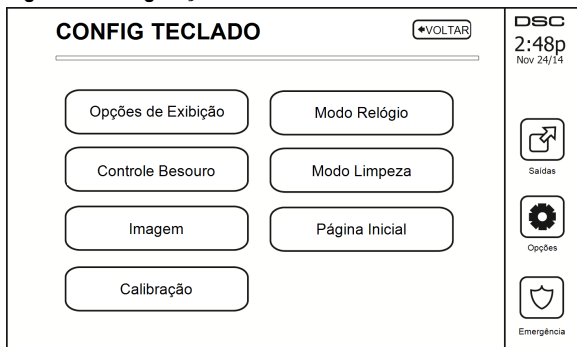 CONFIG TECLADO
VOLTAR
DSC
2:48p
Nov 24/14
Opções de Exibição
Modo Relógio
Controle Besouro
Modo Limpeza
Imagem
Página Inicial
Calibração
Saídas
Opções
Emergência